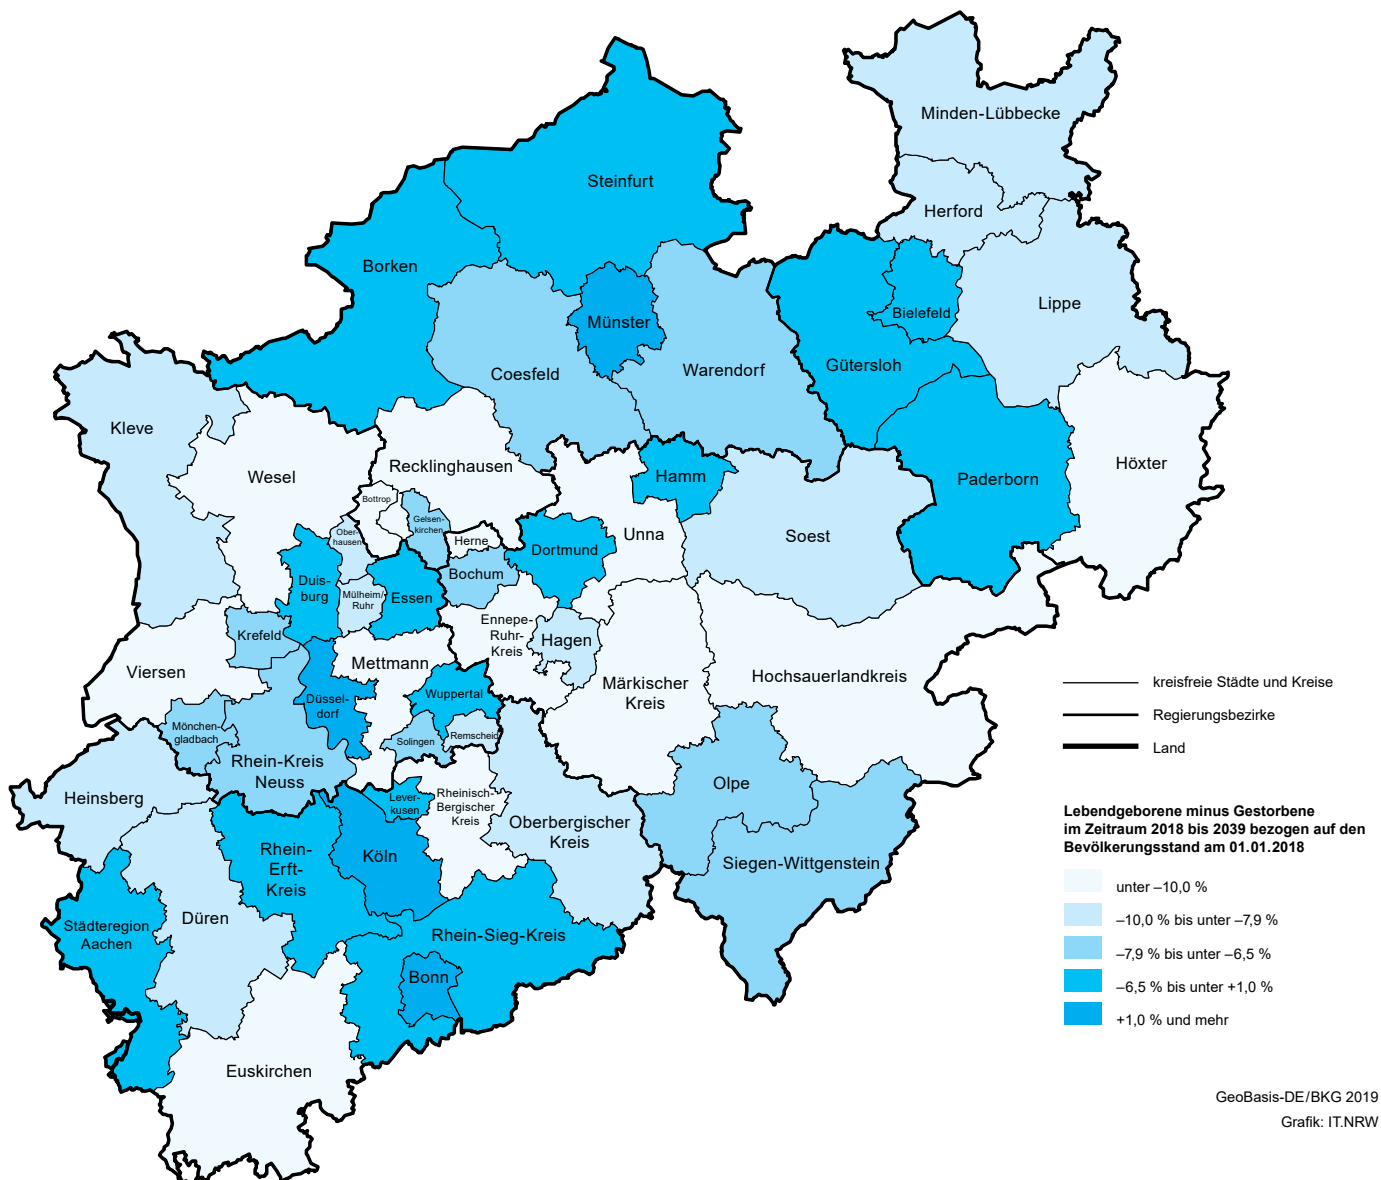 Minden-Lübbecke
Steinfurt
Herford
Borken
Lippe
Bielefeld
Münster
Gütersloh
Warendorf
Coesfeld
Kleve
Recklinghausen
Höxter
Wesel
Hamm
Paderborn
Bottrop
Gelsen-
kirchen
Unna
Soest
Ober-
hausen
Herne
Dortmund
Bochum
Duis-
burg
Mülheim/
Ruhr
Essen
Ennepe-
Ruhr-
Kreis
Krefeld
Hagen
Mettmann
Viersen
Hochsauerlandkreis
Märkischer
Kreis
Wuppertal
Düssel-
dorf
Mönchen-
gladbach
Solingen
Remscheid
Rhein-Kreis
Neuss
Olpe
Heinsberg
Lever-
kusen
Rheinisch-
Bergischer
Kreis
Oberbergischer
Kreis
Rhein-
Erft-
Kreis
Köln
Siegen-Wittgenstein
Düren
Städteregion
Aachen
Rhein-Sieg-Kreis
Bonn
Euskirchen
kreisfreie Städte und Kreise
Regierungsbezirke
Land
Lebendgeborene minus Gestorbene
im Zeitraum 2018 bis 2039 bezogen auf den
Bevölkerungsstand am 01.01.2018
unter –10,0 %
–10,0 % bis unter –7,9 %
–7,9 % bis unter –6,5 %
–6,5 % bis unter +1,0 %
+1,0 % und mehr
GeoBasis-DE/BKG 2019
Grafik: IT.NRW